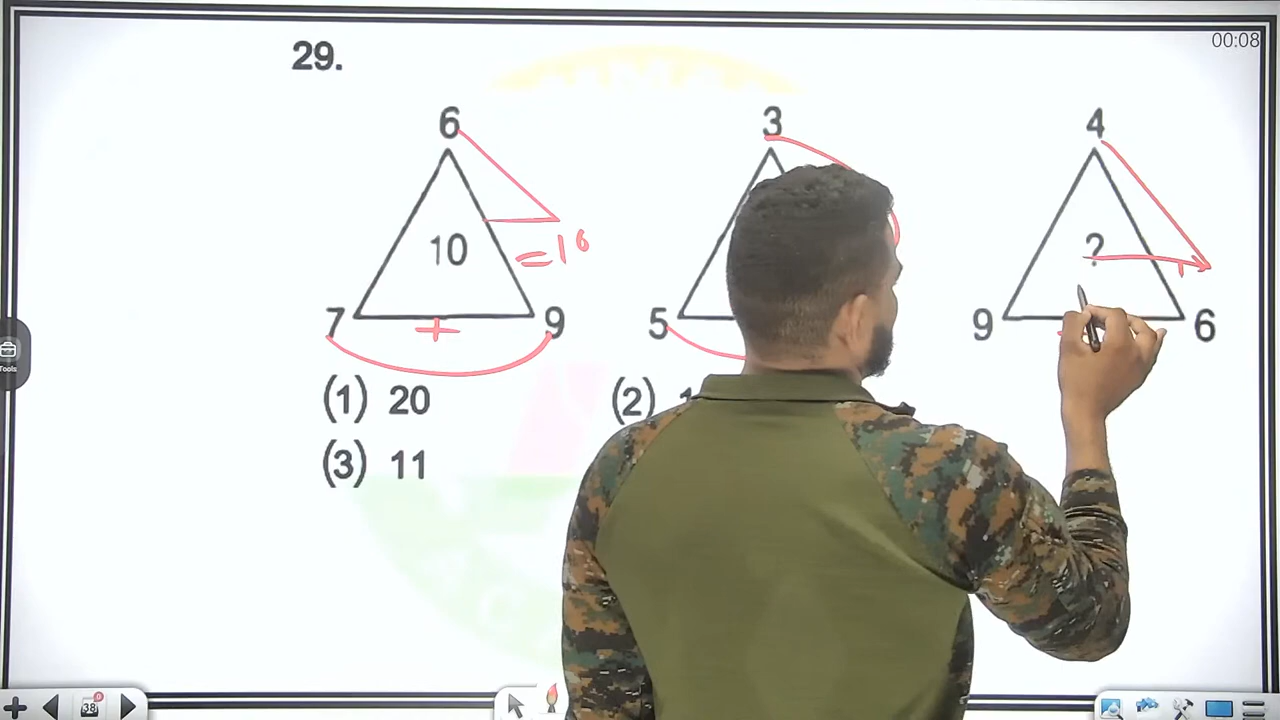 00:08
29.
6 3 4
10 ?
=16
7 + 9 5 9 6
(1) 20 (2)
(3) 11
Tools
38